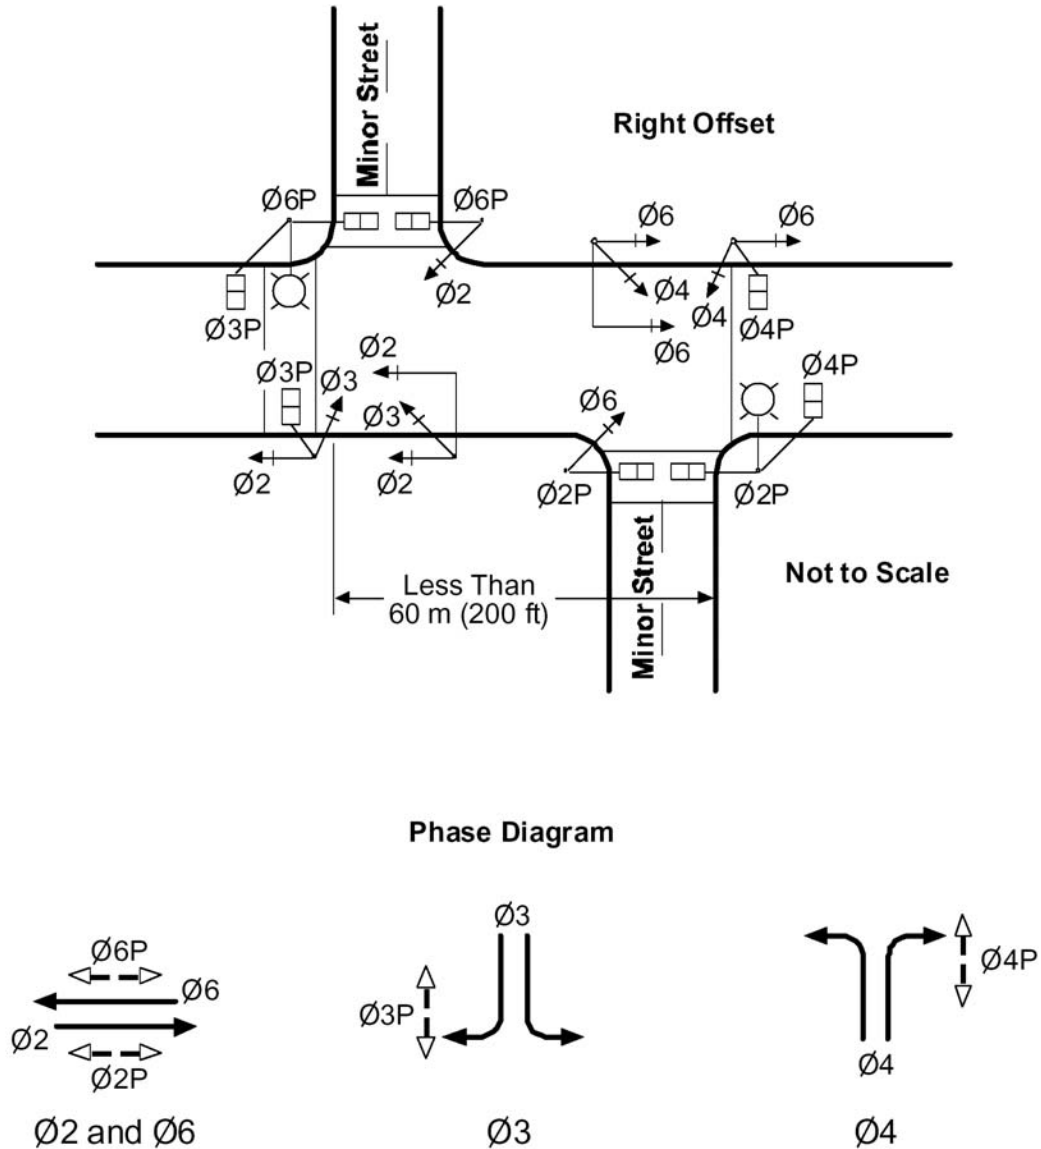 Minor Street
Right Offset
Ø6P
Ø6P
Ø6
Ø6
Ø2
Ø4
Ø3P
Ø4
Ø4P
Ø2
Ø6
Ø3P
Ø3
Ø4P
Ø3
Ø6
Ø2
Ø2
Ø2P
Ø2P
Minor Street
Not to Scale
Less Than
60 m (200 ft)
Phase Diagram
Ø6P
Ø6
Ø2
Ø2P
Ø2 and Ø6
Ø3
Ø3P
Ø3
Ø4P
Ø4
Ø4